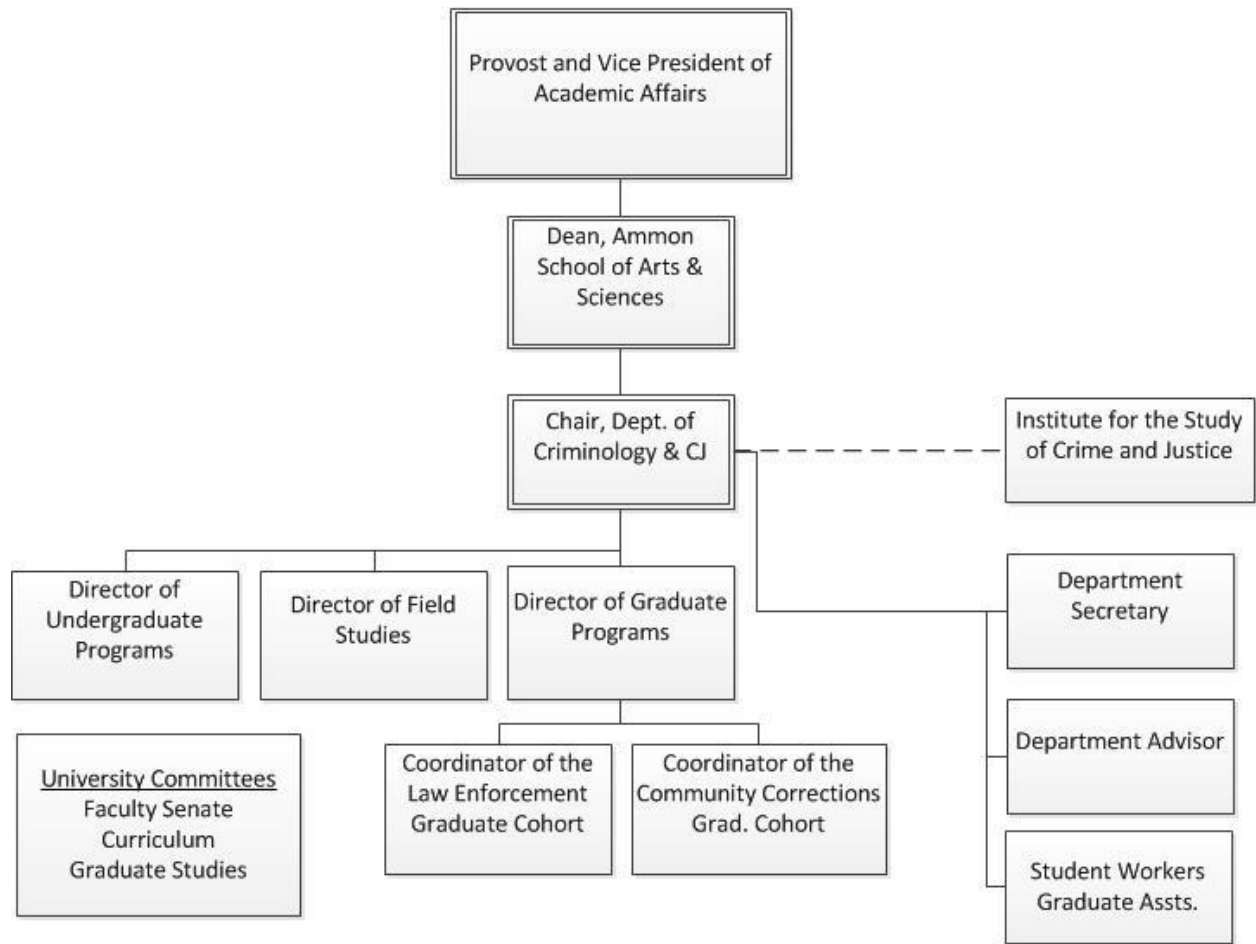 Provost and Vice President of
Academic Affairs
Dean, Ammon
School of Arts &
Sciences
Chair, Dept. of
Criminology & CJ
Institute for the Study
of Crime and Justice
Director of
Undergraduate
Programs
Director of Field
Studies
Director of Graduate
Programs
Department
Secretary
Department Advisor
University Committees
Faculty Senate
Curriculum
Graduate Studies
Coordinator of the
Law Enforcement
Graduate Cohort
Coordinator of the
Community Corrections
Grad. Cohort
Student Workers
Graduate Assts.